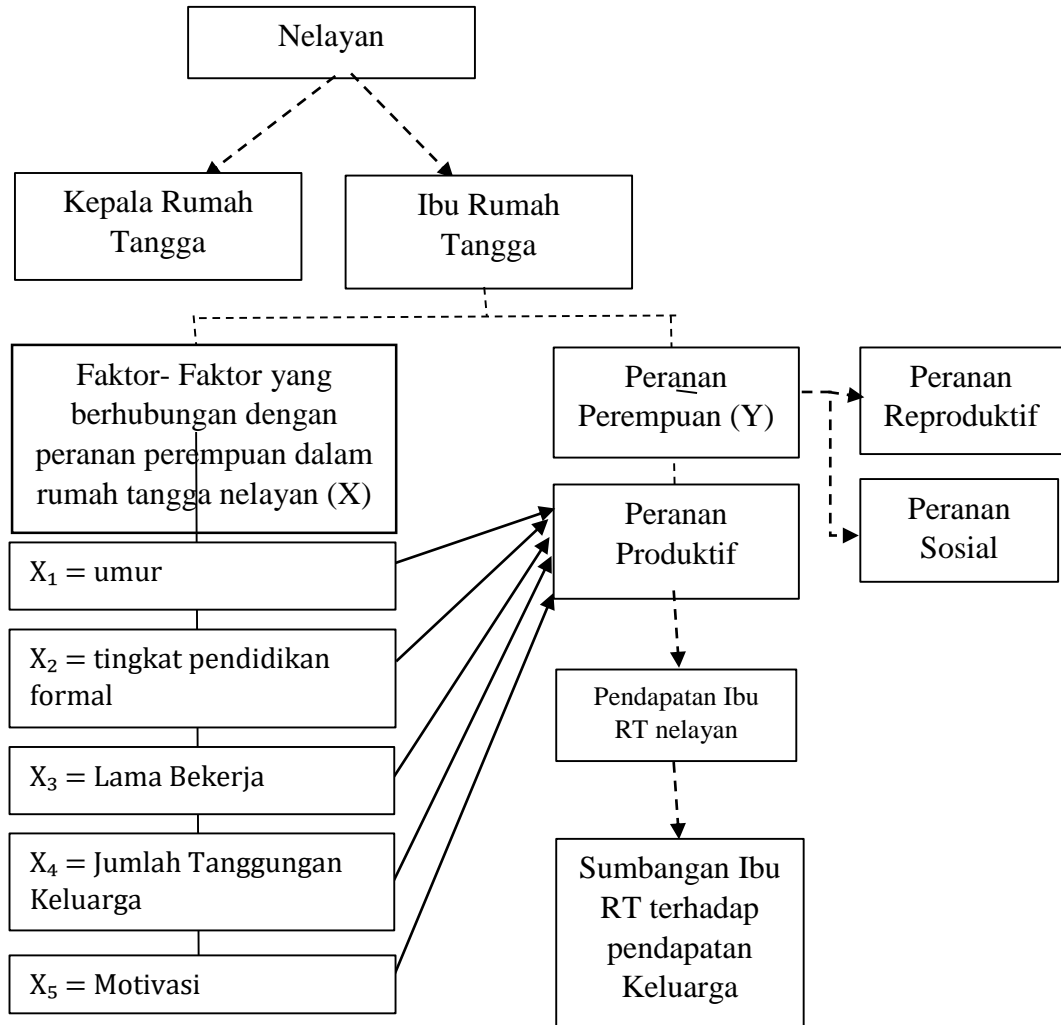 Nelayan
Kepala Rumah
Tangga
Ibu Rumah
Tangga
Faktor- Faktor yang
berhubungan dengan
peranan perempuan dalam
rumah tangga nelayan (X)
Peranan
Perempuan (Y)
Peranan
Reproduktif
Peranan
Sosial
Peranan
Produktif
X₁ = umur
X₂ = tingkat pendidikan
formal
X₃ = Lama Bekerja
X₄ = Jumlah Tanggungan
Keluarga
X₅ = Motivasi
Pendapatan Ibu
RT nelayan
Sumbangan Ibu
RT terhadap
pendapatan
Keluarga